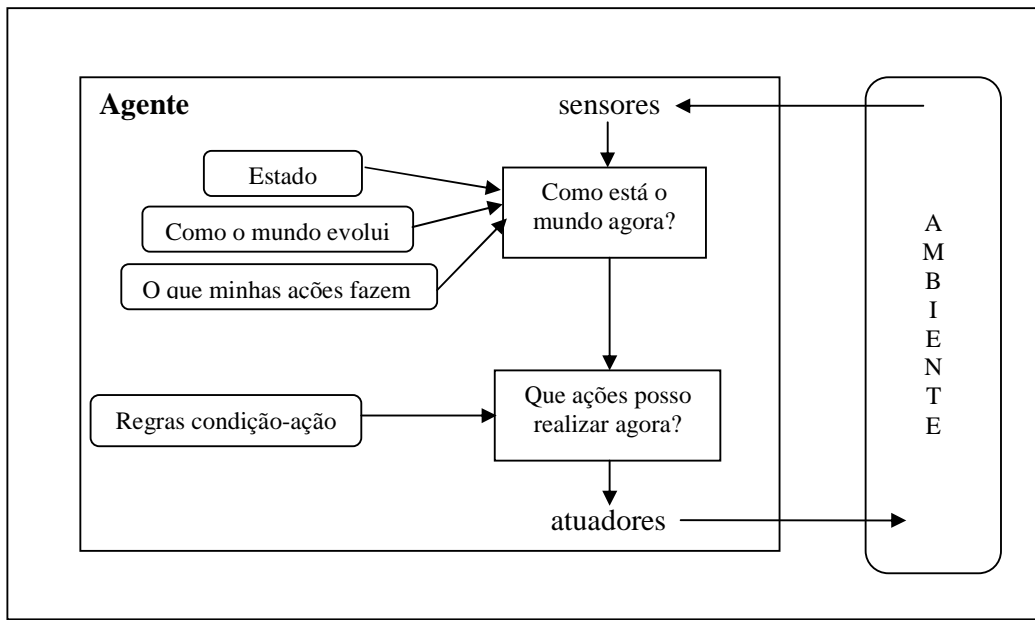 Agente
sensores
Estado
Como está o
mundo agora?
Como o mundo evolui
O que minhas ações fazem
Que ações posso
realizar agora?
Regras condição-ação
atuadores
A
M
B
I
E
N
T
E